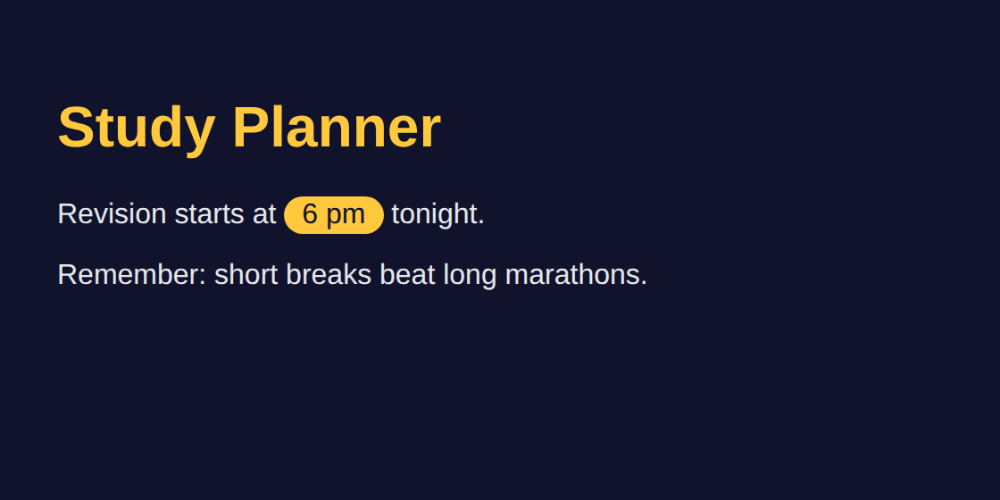 Study Planner
Revision starts at 6 pm tonight.
Remember: short breaks beat long marathons.